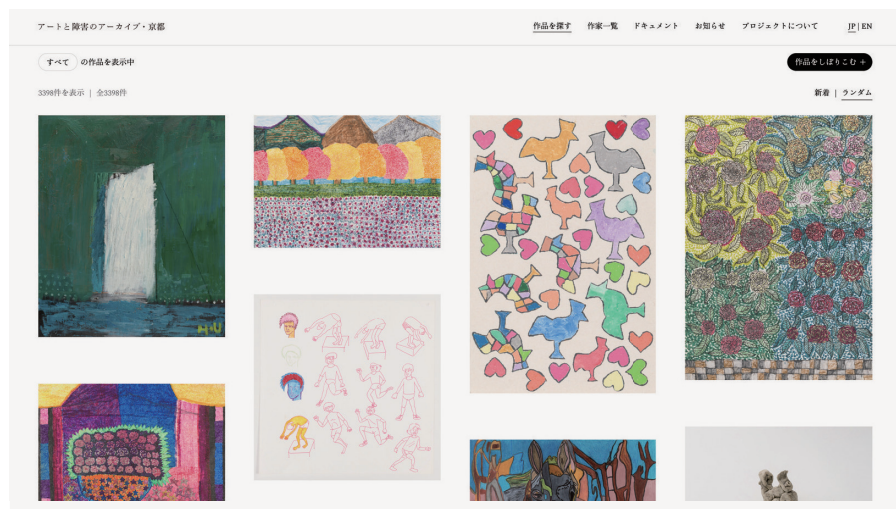 アートと障害のアーカイブ・京都
作品を探す 作家一覧 ドキュメント お知らせ プロジェクトについて JP | EN
すべて の作品を表示中
作品をしぼりこむ +
3398件を表示 | 全3398件
新着 | ランダム
H·U